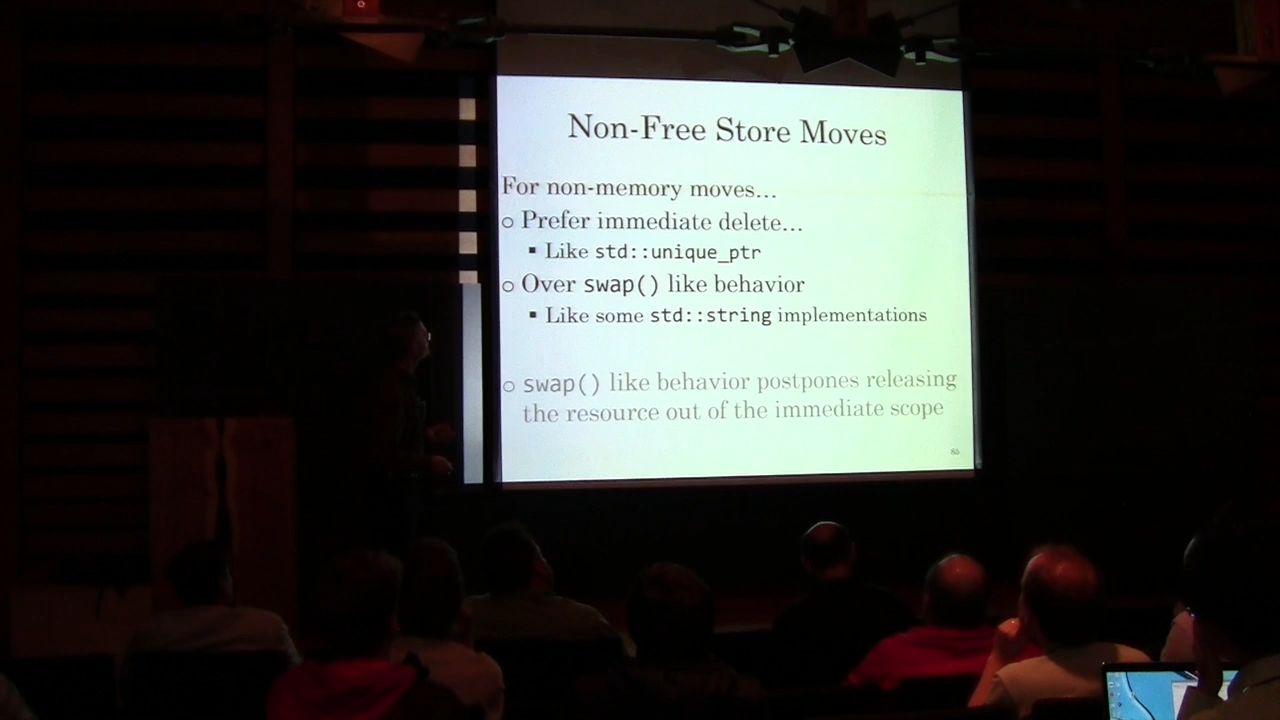 Non-Free Store Moves
For non-memory moves...
○ Prefer immediate delete...
▪ Like std::unique_ptr
○ Over swap() like behavior
▪ Like some std::string implementations
○ swap() like behavior postpones releasing
the resource out of the immediate scope